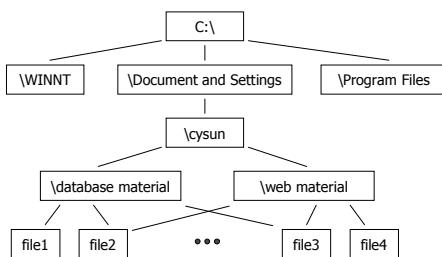 C:\
\WINNT
\Document and Settings
\Program Files
\cysun
\database material
\web material
file1
file2
•••
file3
file4